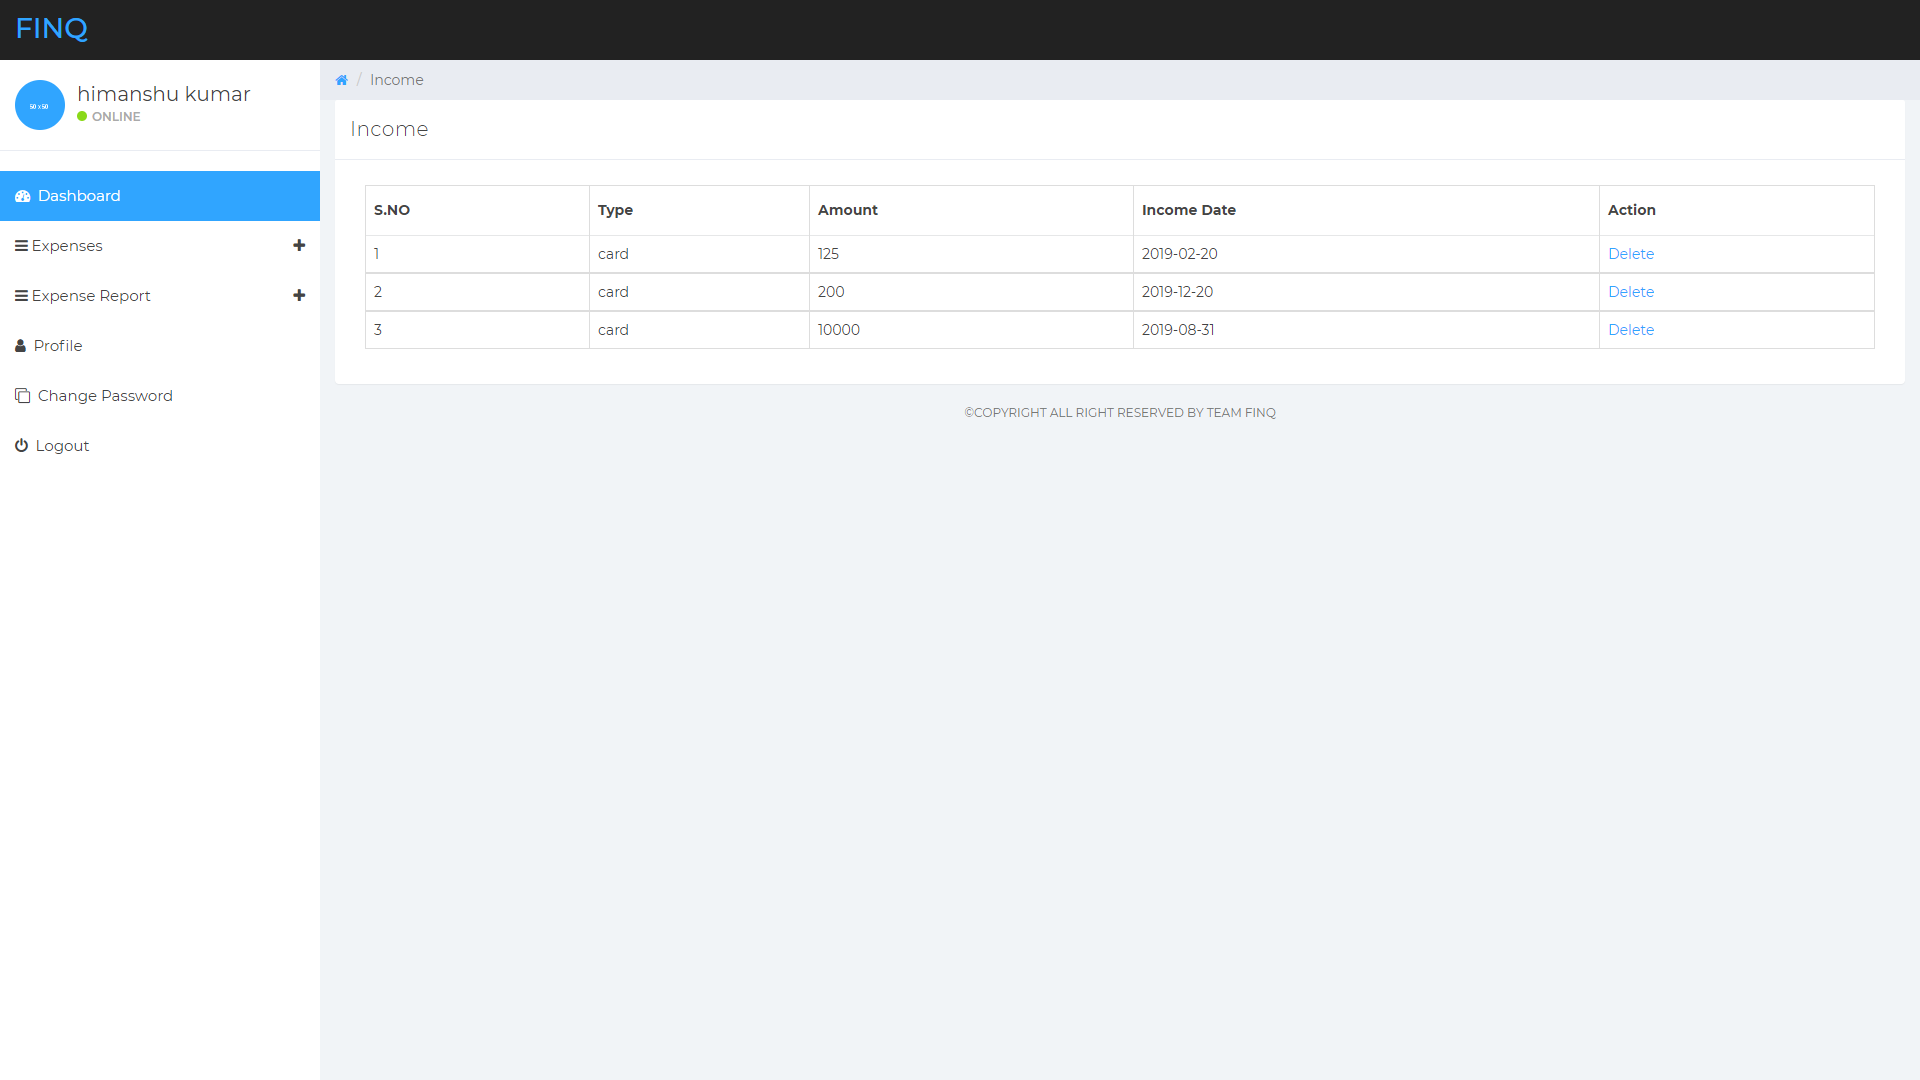 FINQ
50 x 50
himanshu kumar
ONLINE
Dashboard
Expenses
Expense Report
Profile
Change Password
Logout
/ Income
Income
S.NO Type Amount Income Date Action
1 card 125 2019-02-20 Delete
2 card 200 2019-12-20 Delete
3 card 10000 2019-08-31 Delete
©COPYRIGHT ALL RIGHT RESERVED BY TEAM FINQ